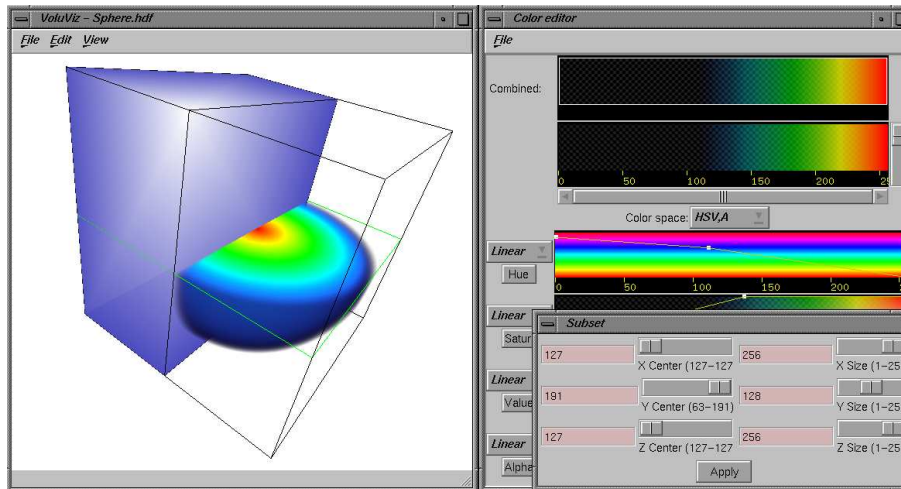 VoluViz – Sphere.hdf
File Edit View
Color editor
File
Combined:
0 50 100 150 200 25
Color space: HSV,A
Linear
Hue
0 50 100 150 200
Linear
Satur
Linear
Value
Linear
Alpha
Subset
127 X Center (127–127 256 X Size (1–25
191 Y Center (63–191) 128 Y Size (1–25
127 Z Center (127–127 256 Z Size (1–25
Apply